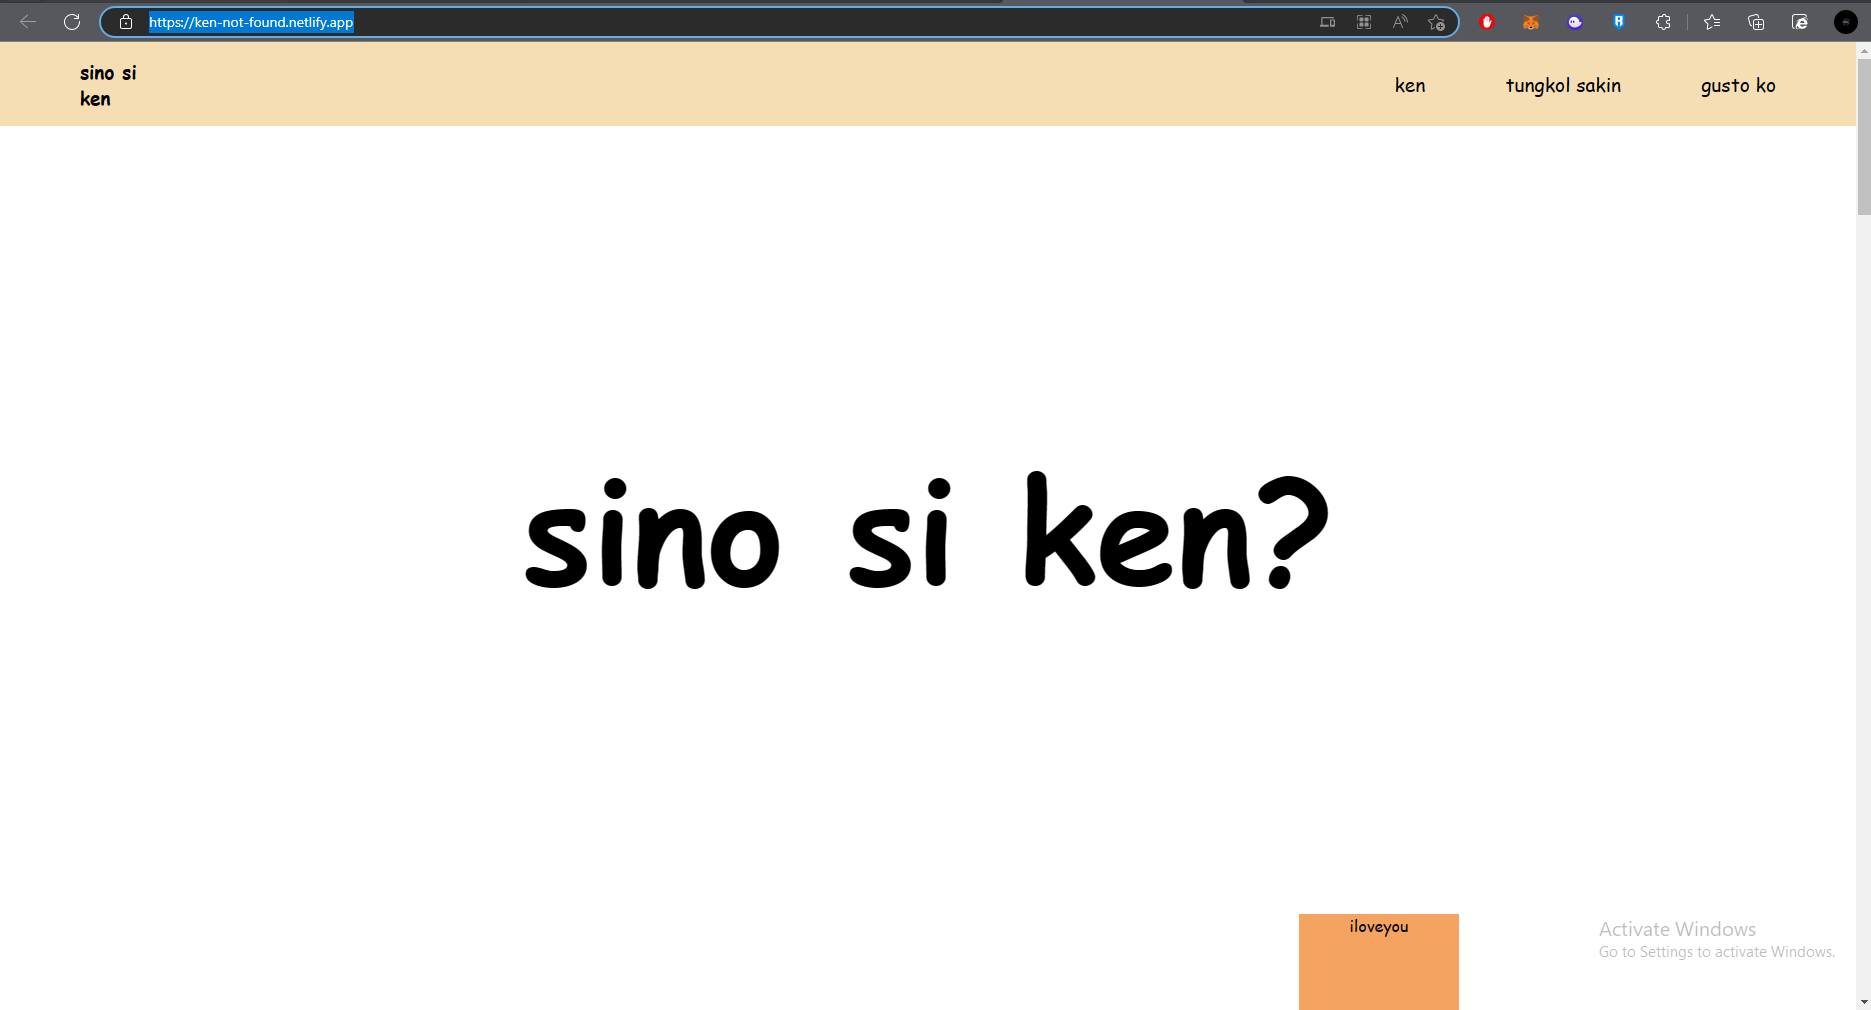 https://ken-not-found.netlify.app
sino si
ken
ken
tungkol sakin
gusto ko
sino si ken?
iloveyou
Activate Windows
Go to Settings to activate Windows.